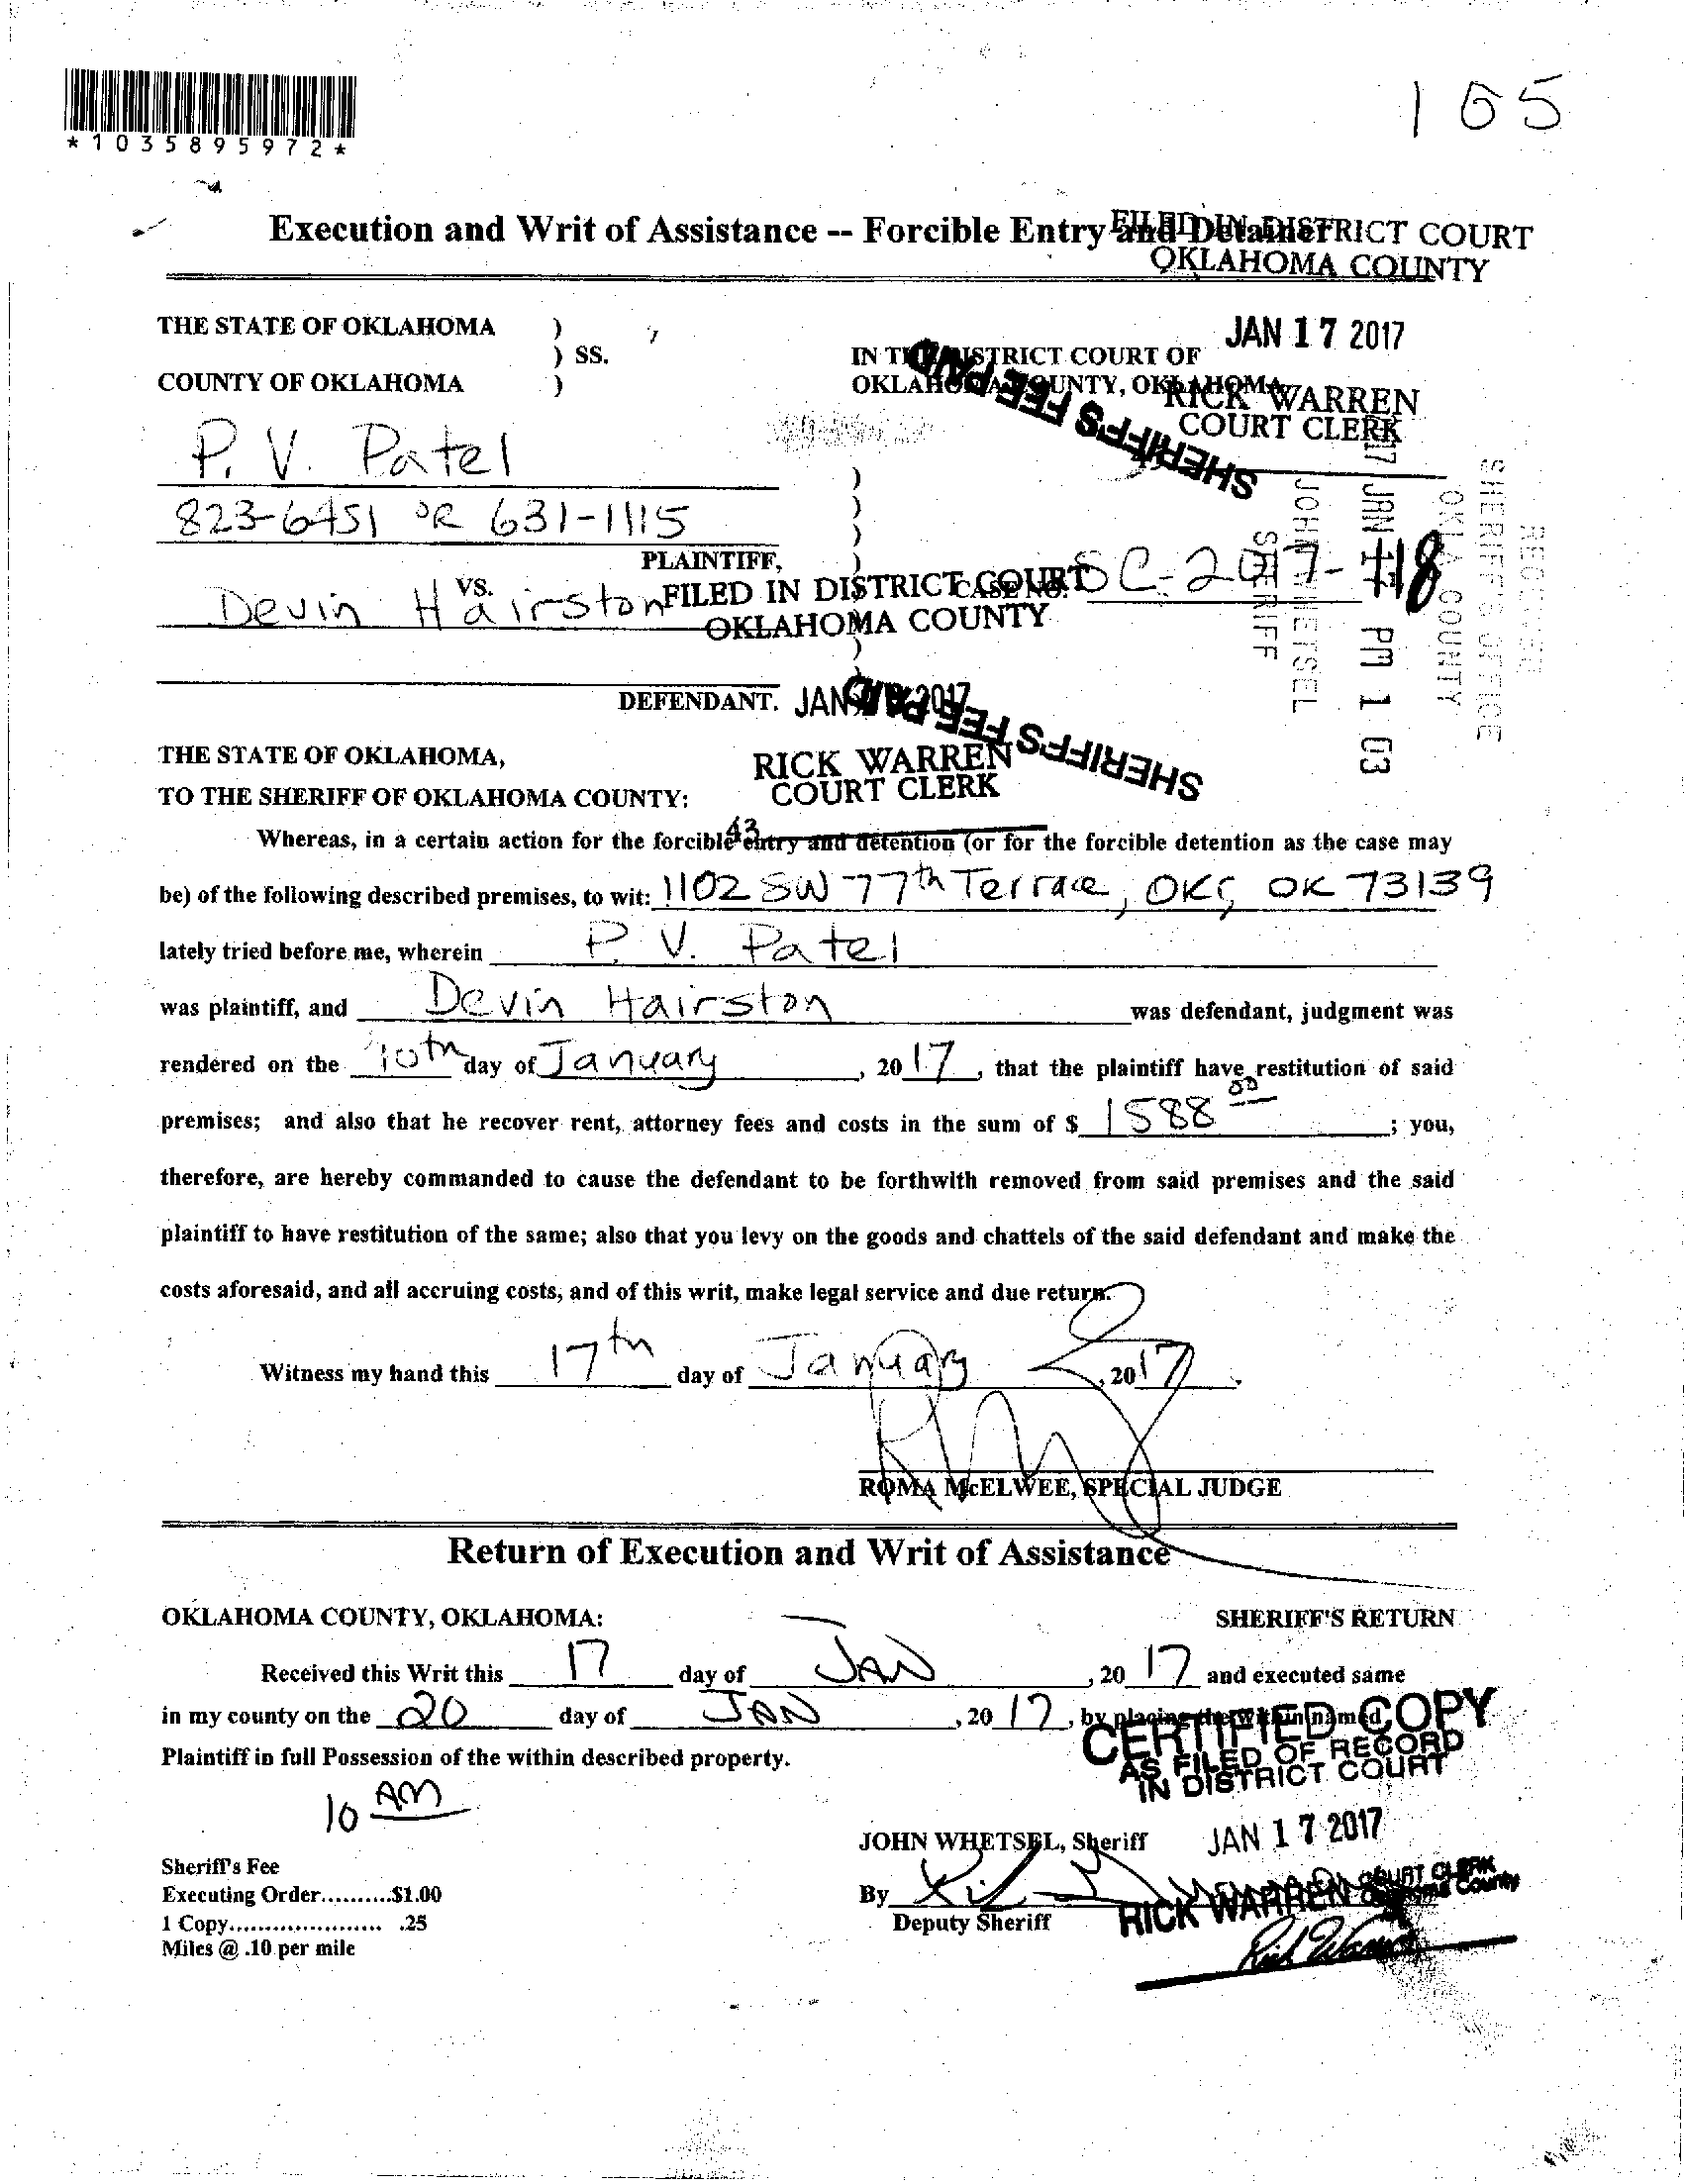 *1035895972*
165
Execution and Writ of Assistance -- Forcible Entry and Detainer
FILED IN DISTRICT COURT
OKLAHOMA COUNTY
JAN 17 2017
RICK WARREN
COURT CLERK
THE STATE OF OKLAHOMA )
) SS.
COUNTY OF OKLAHOMA )
IN THE DISTRICT COURT OF
OKLAHOMA COUNTY, OKLAHOMA
SHERIFF'S FEE PAID
P. V. Patel
823-6451 OR 631-1115
PLAINTIFF,
VS.
Devin Hairston
CASE NO. SC-2017-
RECEIVED
SHERIFF'S OFFICE
OKLA COUNTY
JAN PM 1 03
JOHN WHETSEL
SHERIFF
FILED IN DISTRICT COURT
OKLAHOMA COUNTY
DEFENDANT.
JAN 2017
RICK WARREN
COURT CLERK
43
SHERIFF'S FEE PAID
THE STATE OF OKLAHOMA,
TO THE SHERIFF OF OKLAHOMA COUNTY:
Whereas, in a certain action for the forcible entry and detention (or for the forcible detention as the case may
be) of the following described premises, to wit: 1102 SW 77th Terrace, OKC, OK 73139
lately tried before me, wherein P. V. Patel
was plaintiff, and Devin Hairston was defendant, judgment was
rendered on the 10th day of January, 2017, that the plaintiff have restitution of said
premises; and also that he recover rent, attorney fees and costs in the sum of $ 1588 00; you,
therefore, are hereby commanded to cause the defendant to be forthwith removed from said premises and the said
plaintiff to have restitution of the same; also that you levy on the goods and chattels of the said defendant and make the
costs aforesaid, and all accruing costs, and of this writ, make legal service and due return.
Witness my hand this 17th day of January, 2017.
ROMA McELWEE, SPECIAL JUDGE
Return of Execution and Writ of Assistance
OKLAHOMA COUNTY, OKLAHOMA: SHERIFF'S RETURN
Received this Writ this 17 day of JAN, 2017 and executed same
in my county on the 20 day of JAN, 2017, by placing the within named
Plaintiff in full Possession of the within described property.
10 AM
CERTIFIED COPY
AS FILED OF RECORD
IN DISTRICT COURT
JAN 17 2017
RICK WARREN COURT CLERK
Oklahoma County
Rick Warren
JOHN WHETSEL, Sheriff
By
Deputy Sheriff
Sheriff's Fee
Executing Order..........$1.00
1 Copy..................... .25
Miles @ .10 per mile